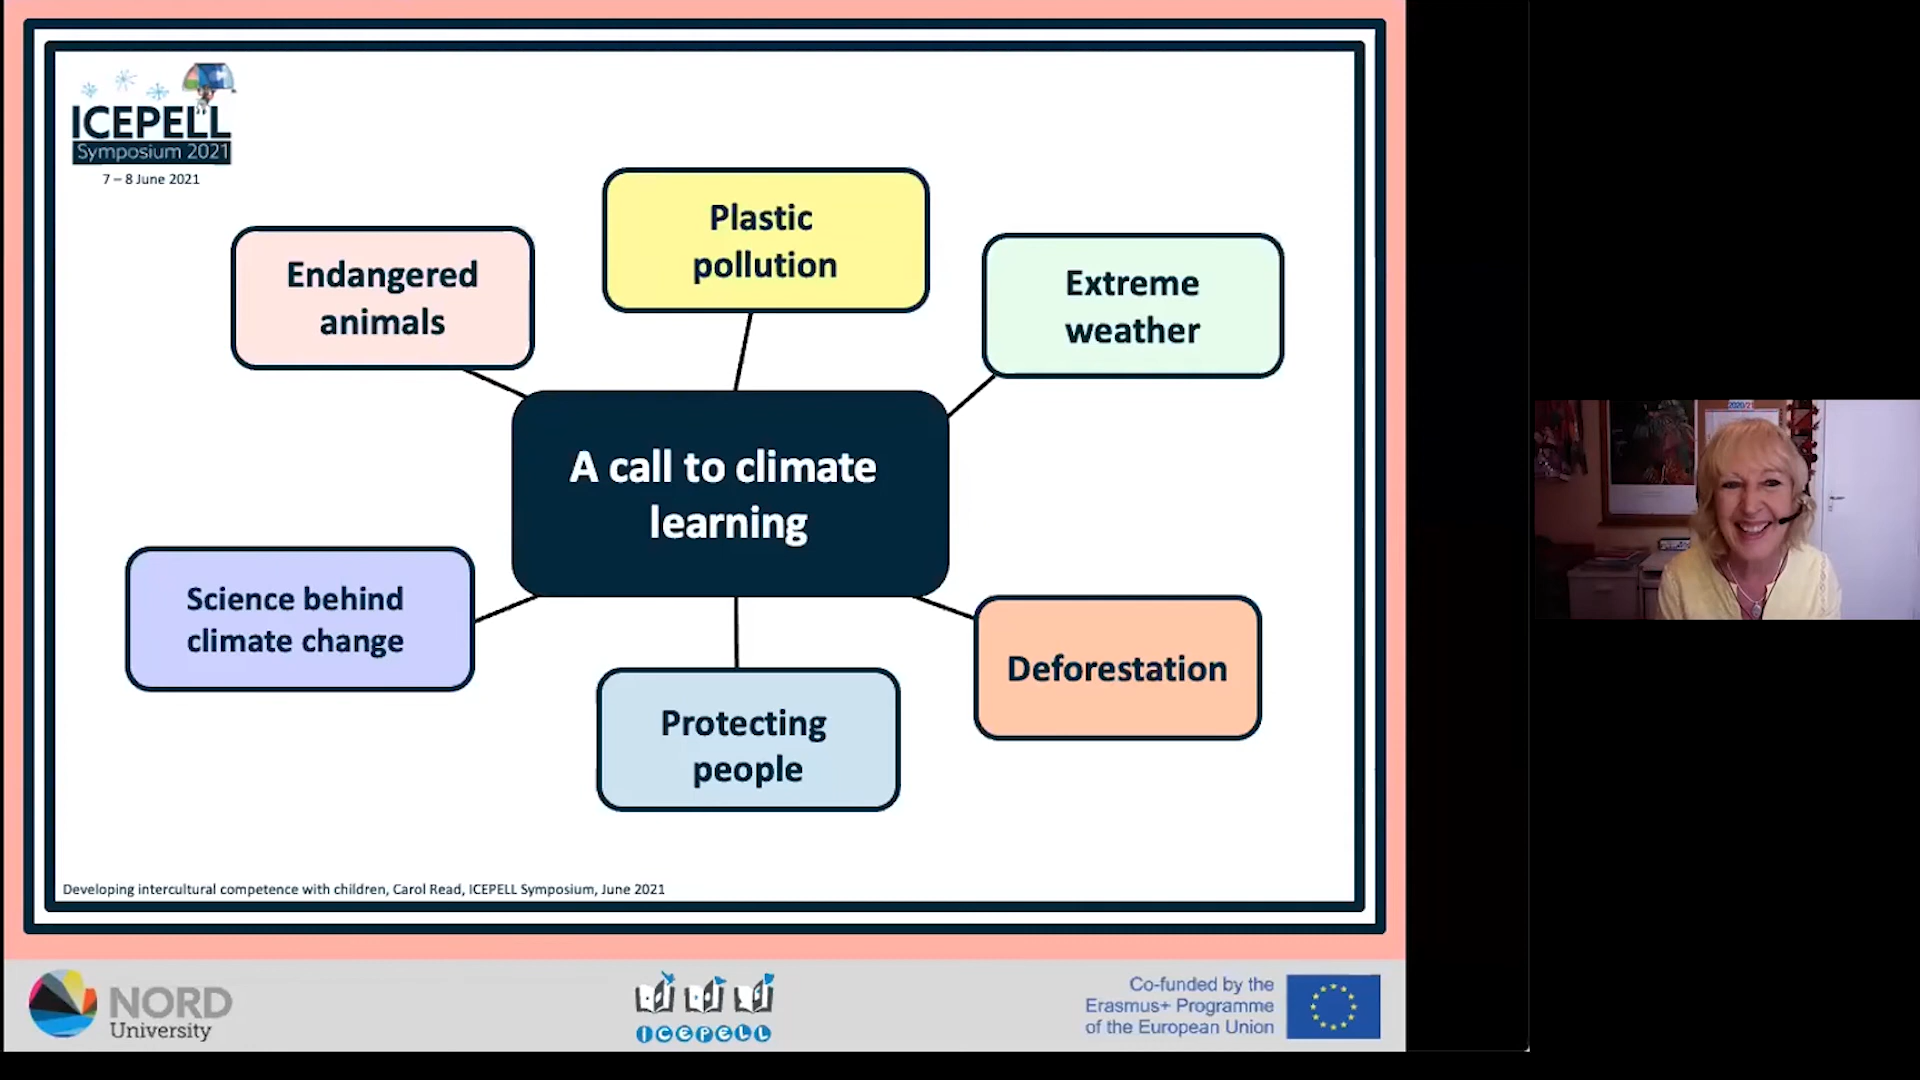 ICEPELL
Symposium 2021
7 – 8 June 2021
Plastic
pollution
Endangered
animals
Extreme
weather
A call to climate
learning
Science behind
climate change
Deforestation
Protecting
people
Developing intercultural competence with children, Carol Read, ICEPELL Symposium, June 2021
NORD
University
ICEPELL
Co-funded by the
Erasmus+ Programme
of the European Union
2020/21